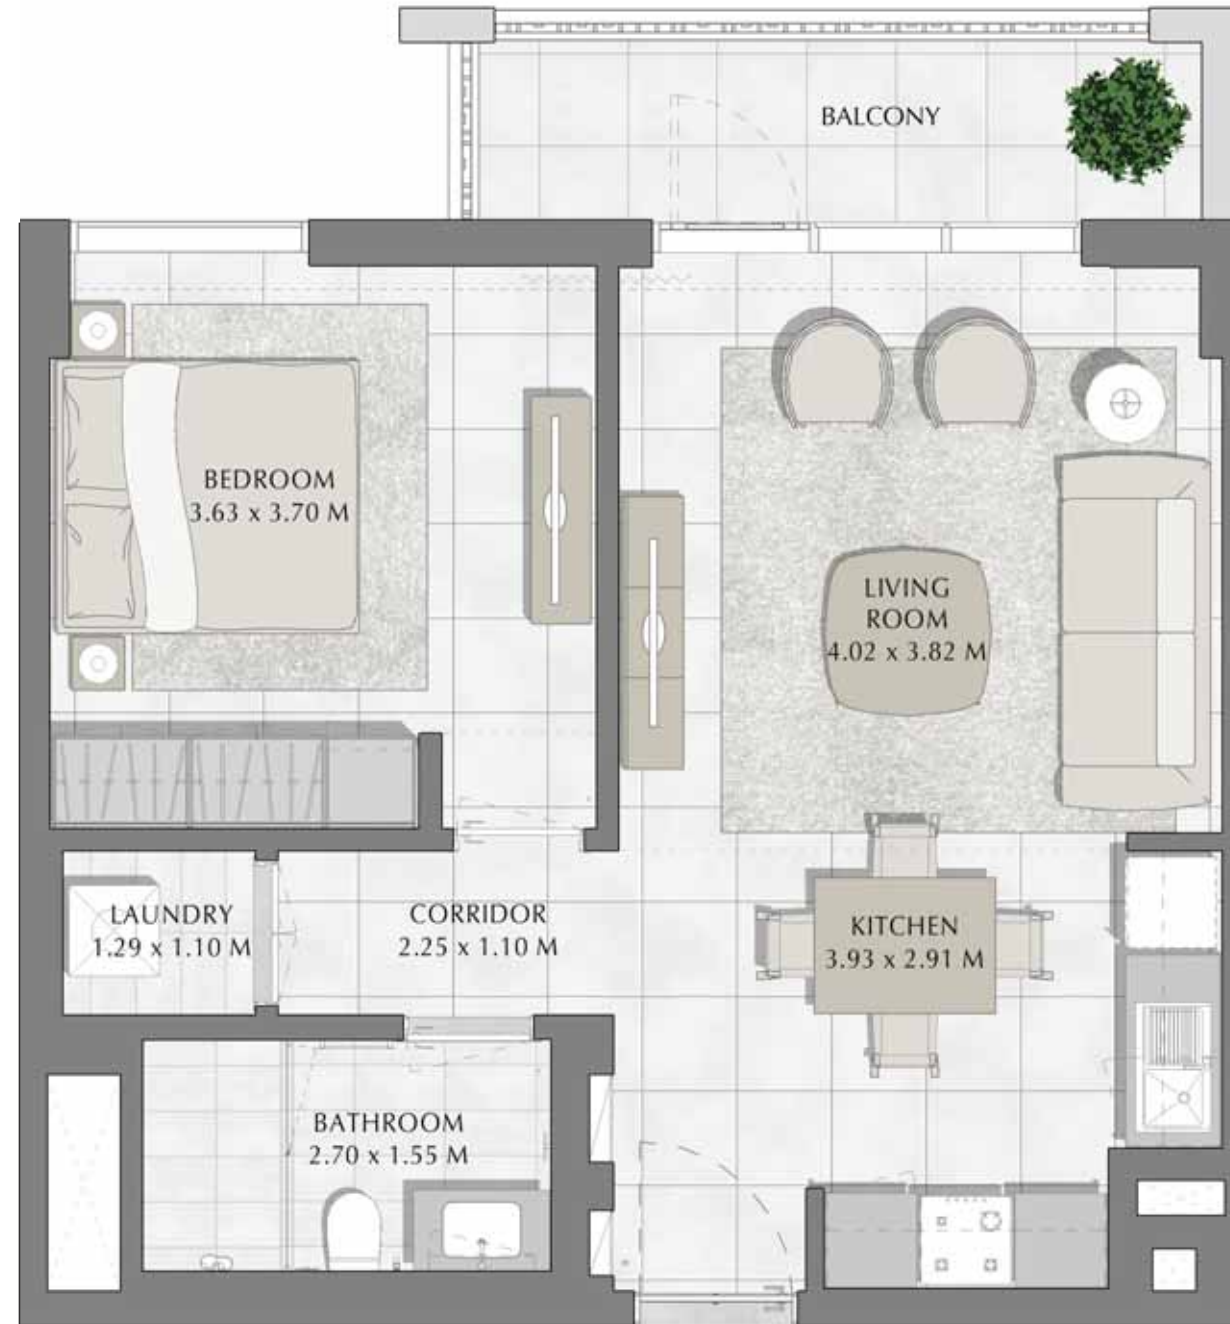 BALCONY
BEDROOM
3.63 x 3.70 M
LIVING
ROOM
4.02 x 3.82 M
LAUNDRY
1.29 x 1.10 M
CORRIDOR
2.25 x 1.10 M
KITCHEN
3.93 x 2.91 M
BATHROOM
2.70 x 1.55 M